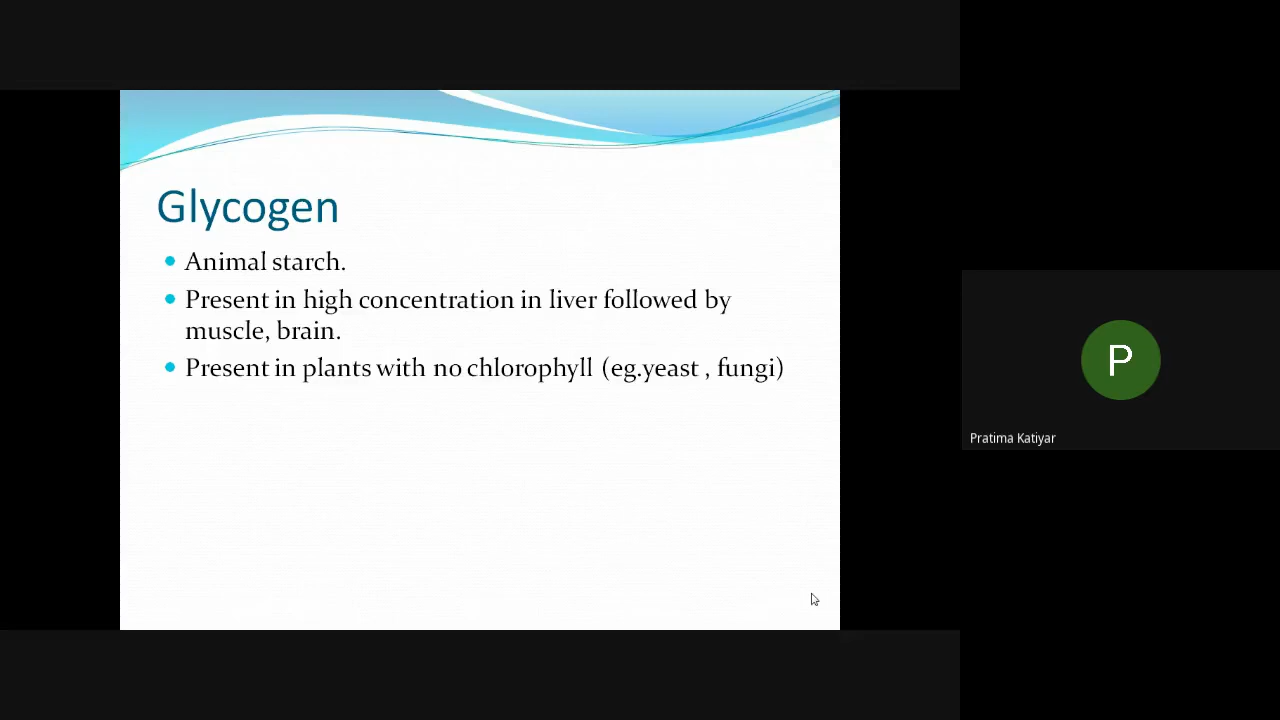 Glycogen
Animal starch.
Present in high concentration in liver followed by
muscle, brain.
Present in plants with no chlorophyll (eg.yeast , fungi)
P
Pratima Katiyar